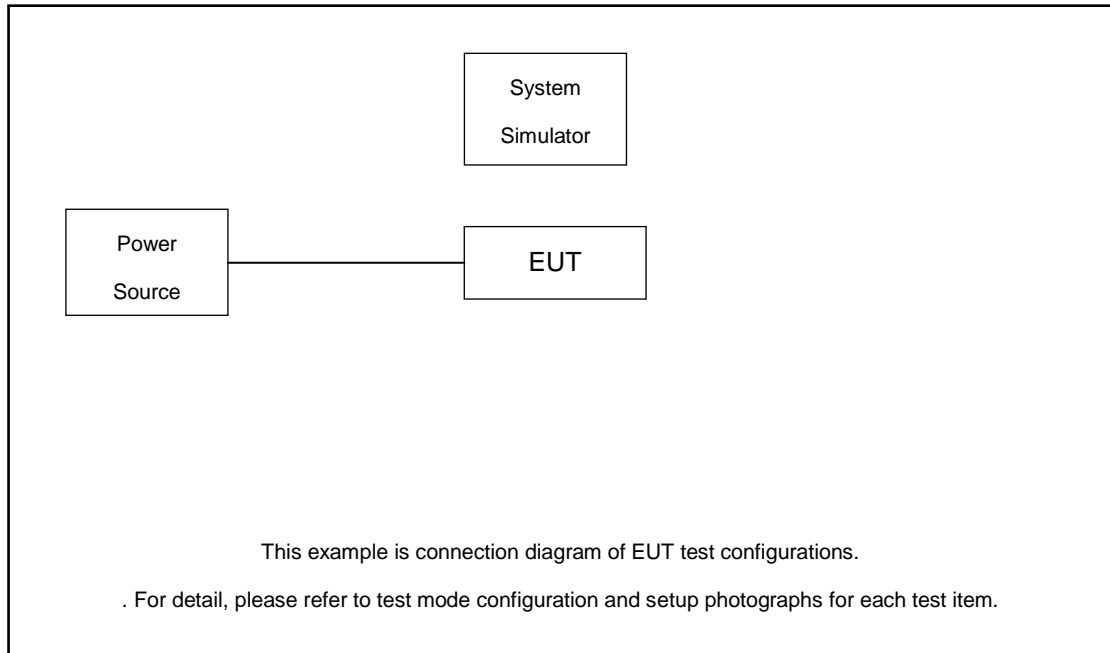 System
Simulator
Power
Source
EUT
This example is connection diagram of EUT test configurations.
. For detail, please refer to test mode configuration and setup photographs for each test item.